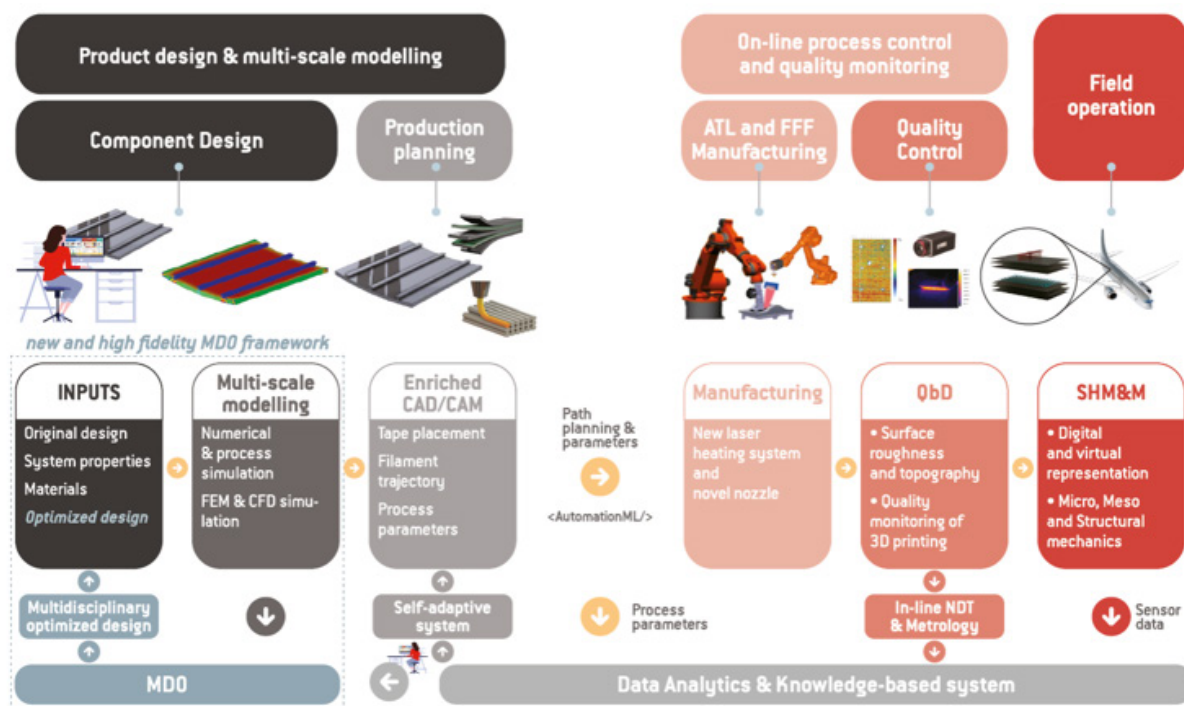 Product design & multi-scale modelling
On-line process control
and quality monitoring
Field
operation
Component Design
Production
planning
ATL and FFF
Manufacturing
Quality
Control
new and high fidelity MDO framework
INPUTS
Original design
System properties
Materials
Optimized design
Multi-scale
modelling
Numerical
& process
simulation
FEM & CFD simu-
lation
Enriched
CAD/CAM
Tape placement
Filament
trajectory
Process
parameters
Path
planning &
parameters
<AutomationML/>
Manufacturing
New laser
heating system
and
novel nozzle
QbD
• Surface
roughness
and topography
• Quality
monitoring of
3D printing
SHM&M
• Digital
and virtual
representation
• Micro, Meso
and Structural
mechanics
Multidisciplinary
optimized design
Self-adaptive
system
Process
parameters
In-line NDT
& Metrology
Sensor
data
MDO
Data Analytics & Knowledge-based system